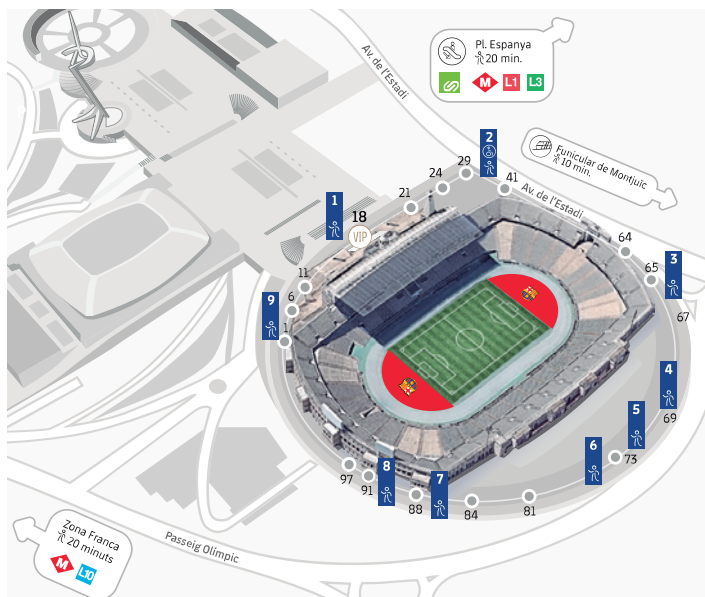 Av. de l'Estadi
Pl. Espanya
20 min.
M
L1
L3
Funicular de Montjuïc
10 min.
Av. de l'Estadi
2
29
24
41
21
1
18
VIP
64
65
3
67
11
6
9
1
4
69
5
6
73
97
91
8
88
7
84
81
Zona Franca
20 minuts
M
L10
Passeig Olímpic